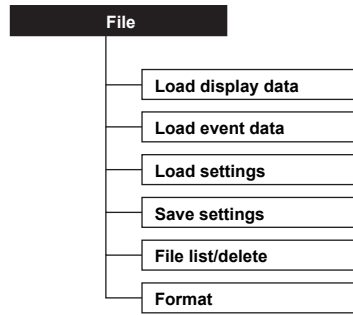 File
Load display data
Load event data
Load settings
Save settings
File list/delete
Format